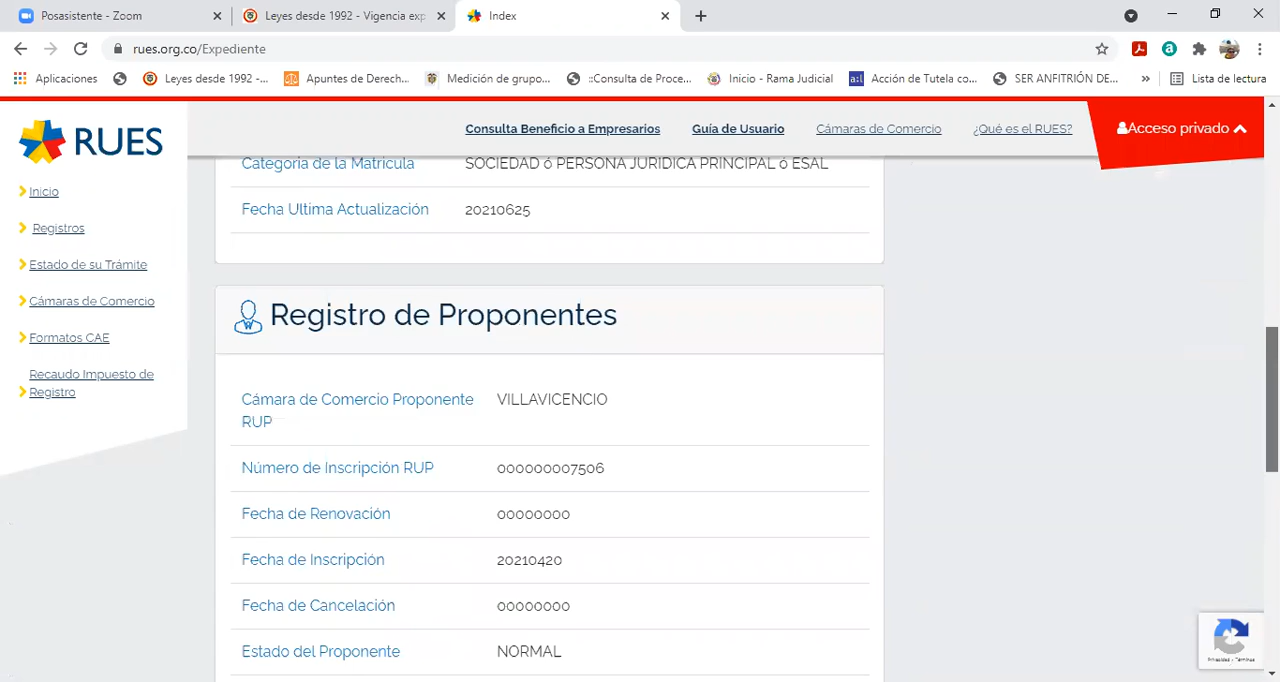 Posasistente - Zoom
Leyes desde 1992 - Vigencia exp
Index
rues.org.co/Expediente
Aplicaciones
Leyes desde 1992 -...
Apuntes de Derech...
Medición de grupo...
::Consulta de Proce...
Inicio - Rama Judicial
a:l
Acción de Tutela co...
SER ANFITRIÓN DE...
»
Lista de lectura
RUES
Consulta Beneficio a Empresarios
Guía de Usuario
Cámaras de Comercio
¿Qué es el RUES?
Acceso privado
Inicio
Registros
Estado de su Trámite
Cámaras de Comercio
Formatos CAE
Recaudo Impuesto de
Registro
Categoria de la Matrícula SOCIEDAD ó PERSONA JURIDICA PRINCIPAL ó ESAL
Fecha Ultima Actualización 20210625
Registro de Proponentes
Cámara de Comercio Proponente VILLAVICENCIO
RUP
Número de Inscripción RUP 000000007506
Fecha de Renovación 00000000
Fecha de Inscripción 20210420
Fecha de Cancelación 00000000
Estado del Proponente NORMAL
Privacidad - Términos